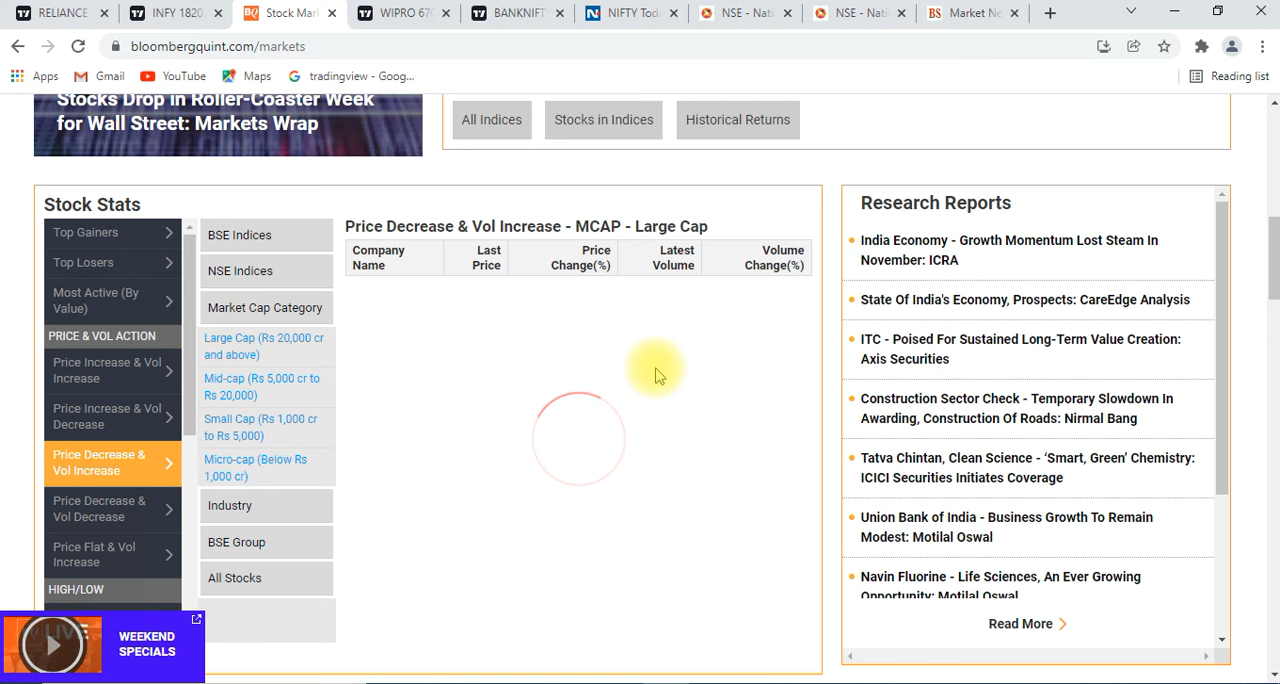 RELIANCE
INFY 1820.
Stock Mar
WIPRO 67
BANKNIFT
NIFTY Tod
NSE - Nati
NSE - Nati
BS Market Ne
bloombergquint.com/markets
Apps Gmail YouTube Maps tradingview - Goog... Reading list
Stocks Drop in Roller-Coaster Week
for Wall Street: Markets Wrap
All Indices
Stocks in Indices
Historical Returns
Stock Stats
Top Gainers
Top Losers
Most Active (By
Value)
PRICE & VOL ACTION
Price Increase & Vol
Increase
Price Increase & Vol
Decrease
Price Decrease &
Vol Increase
Price Decrease &
Vol Decrease
Price Flat & Vol
Increase
HIGH/LOW
BSE Indices
NSE Indices
Market Cap Category
Large Cap (Rs 20,000 cr
and above)
Mid-cap (Rs 5,000 cr to
Rs 20,000)
Small Cap (Rs 1,000 cr
to Rs 5,000)
Micro-cap (Below Rs
1,000 cr)
Industry
BSE Group
All Stocks
Price Decrease & Vol Increase - MCAP - Large Cap
Company Name
Last Price
Price Change(%)
Latest Volume
Volume Change(%)
Research Reports
India Economy - Growth Momentum Lost Steam In
November: ICRA
State Of India's Economy, Prospects: CareEdge Analysis
ITC - Poised For Sustained Long-Term Value Creation:
Axis Securities
Construction Sector Check - Temporary Slowdown In
Awarding, Construction Of Roads: Nirmal Bang
Tatva Chintan, Clean Science - ‘Smart, Green’ Chemistry:
ICICI Securities Initiates Coverage
Union Bank of India - Business Growth To Remain
Modest: Motilal Oswal
Navin Fluorine - Life Sciences, An Ever Growing
Opportunity: Motilal Oswal
Read More
LIVE
WEEKEND
SPECIALS